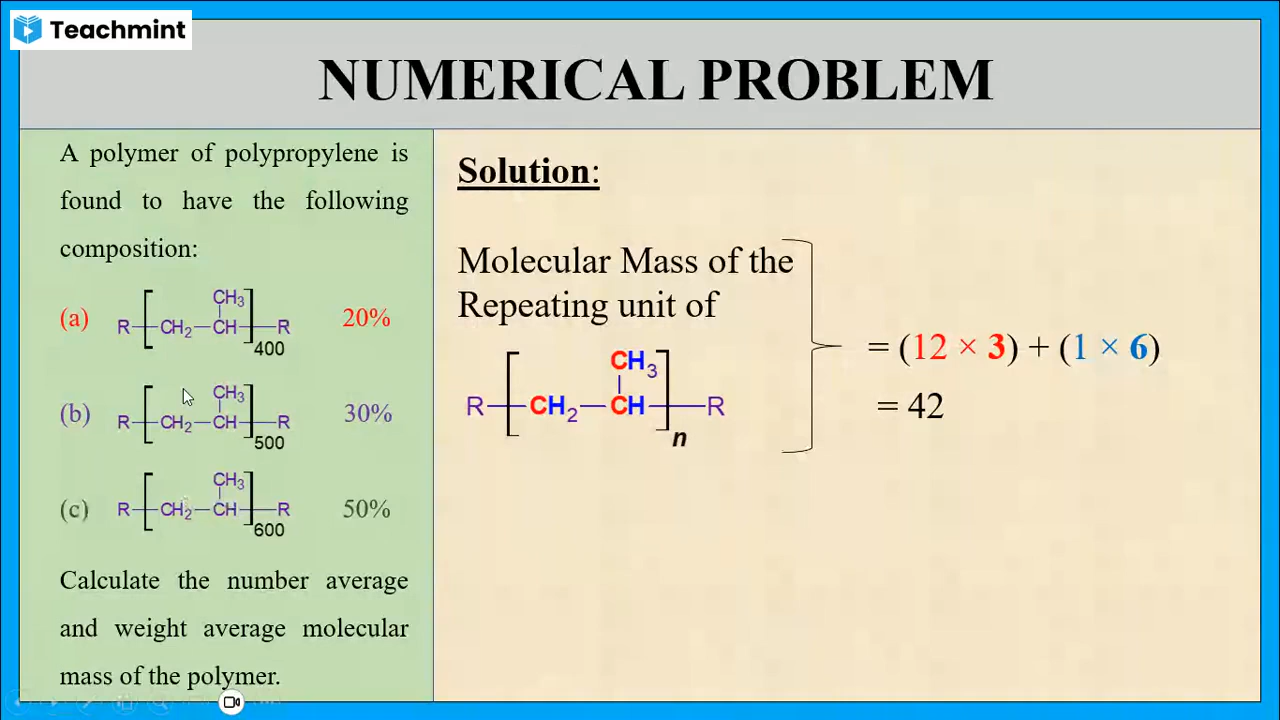 Teachmint
NUMERICAL PROBLEM
A polymer of polypropylene is
found to have the following
composition:
CH3
(a) R CH2 CH R 20%
400
CH3
(b) R CH2 CH R 30%
500
CH3
(c) R CH2 CH R 50%
600
Calculate the number average
and weight average molecular
mass of the polymer.
Solution:
Molecular Mass of the
Repeating unit of
CH3
R CH2 CH R
n
= (12 × 3) + (1 × 6)
= 42